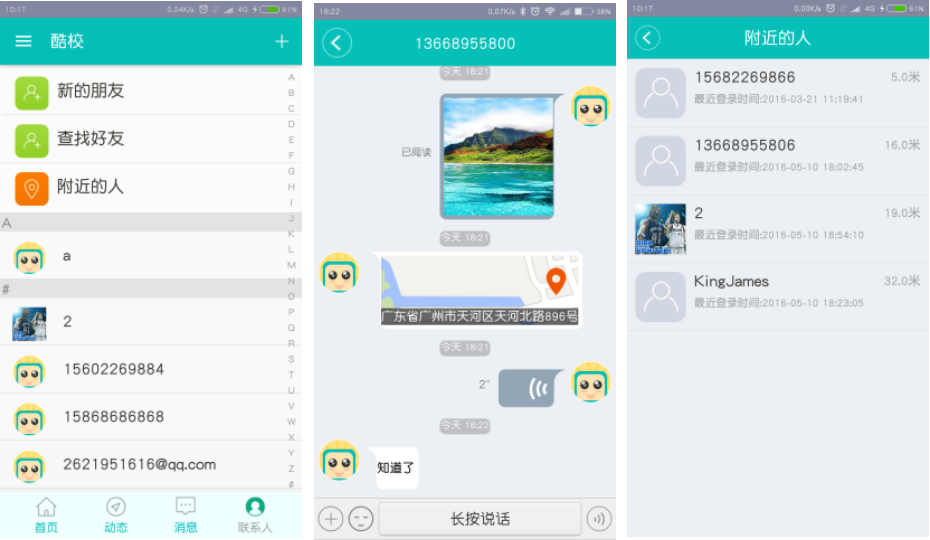 10:17
0.04K/s
4G
61%
酷校
新的朋友
查找好友
附近的人
A
a
#
2
15602269884
15868686868
2621951616@qq.com
A
B
C
D
E
F
G
H
I
J
K
L
M
N
O
P
Q
R
S
T
U
V
W
X
Y
Z
#
首页
动态
消息
联系人
18:22
0.07K/s
36%
13668955800
今天 18:21
已阅读
今天 18:21
广东省广州市天河区天河北路896号
今天 18:21
2"
今天 18:22
知道了
长按说话
10:17
0.00K/s
4G
61%
附近的人
15682269866
5.0米
最近登录时间:2016-03-21 11:19:41
13668955806
16.0米
最近登录时间:2016-05-10 18:02:45
2
19.0米
最近登录时间:2016-05-10 18:54:10
KingJames
32.0米
最近登录时间:2016-05-10 18:23:05